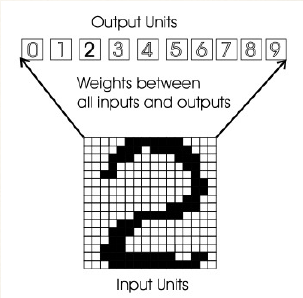 Output Units
0 1 2 3 4 5 6 7 8 9
Weights between
all inputs and outputs
2
Input Units